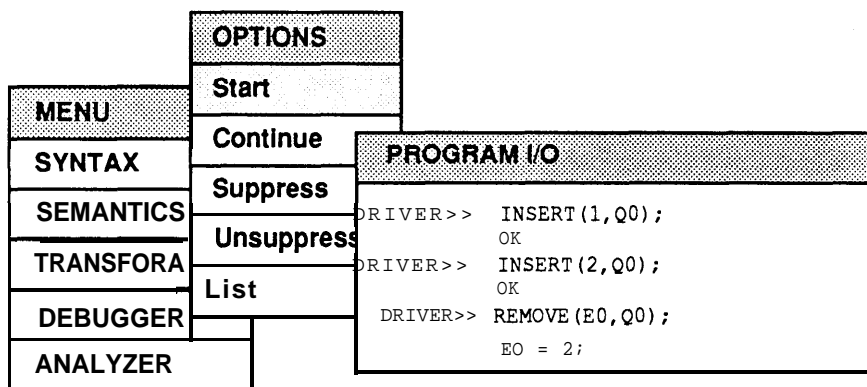 OPTIONS
Start
Continue
Suppress
Unsuppress
List
MENU
SYNTAX
SEMANTICS
TRANSFORA
DEBUGGER
ANALYZER
PROGRAM I/O
DRIVER>> INSERT(1,Q0);
OK
DRIVER>> INSERT(2,Q0);
OK
DRIVER>> REMOVE(E0,Q0);
EO = 2;